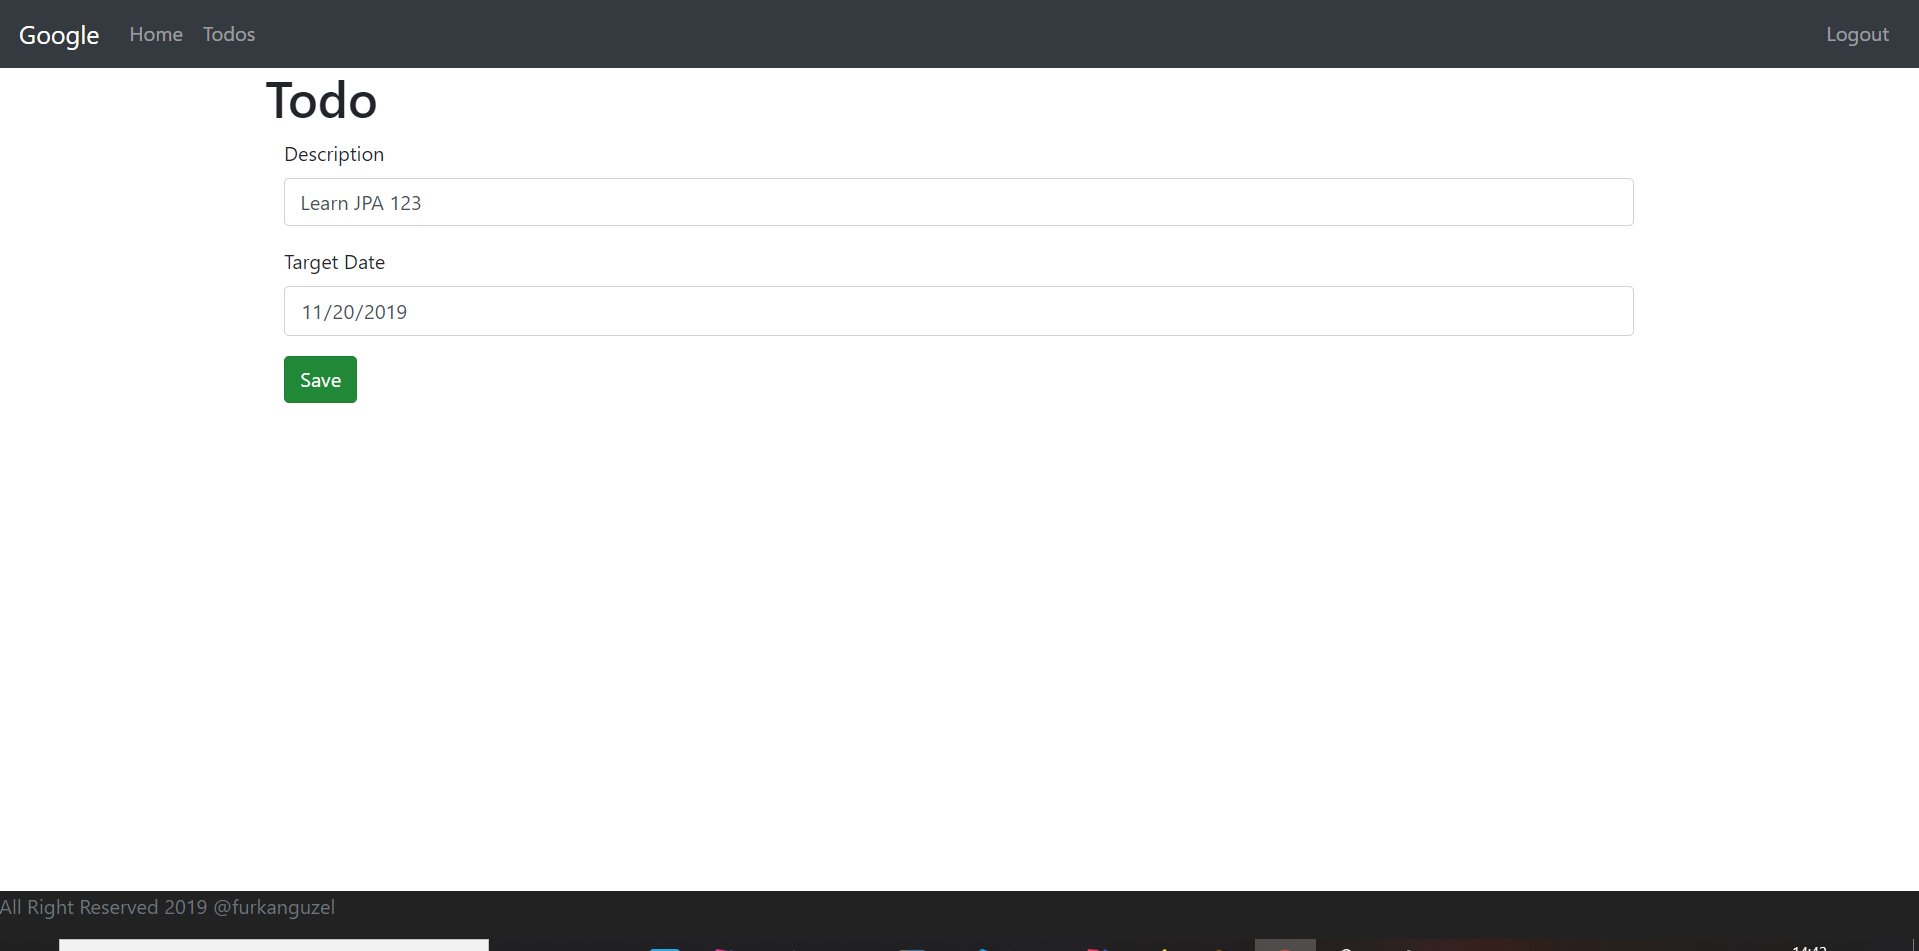 Google Home Todos Logout
Todo
Description
Learn JPA 123
Target Date
11/20/2019
Save
All Right Reserved 2019 @furkanguzel